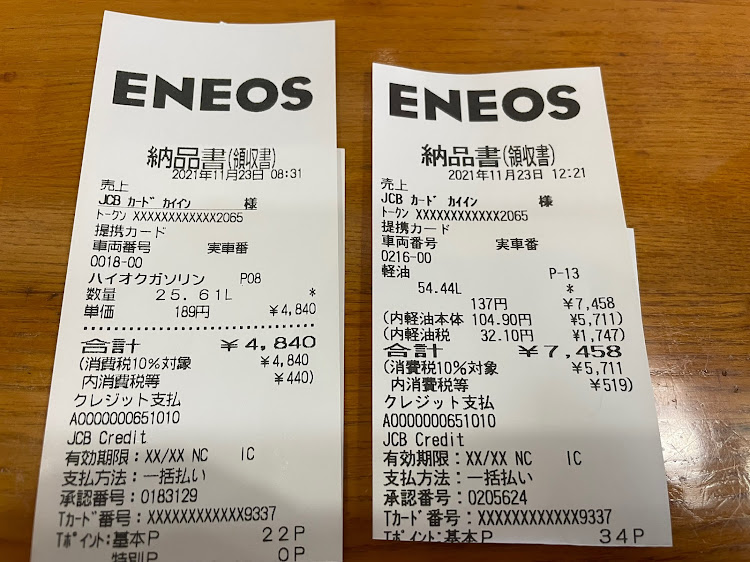 ENEOS
納品書(領収書)
2021年11月23日 08:31
売上
JCB カード カイイン 様
トークン XXXXXXXXXXXX2065
提携カード
車両番号 実車番
0018-00
ハイオクガソリン P08
数量 25.61L *
単価 189円 ¥4,840
合計 ¥4,840
(消費税10%対象 ¥4,840
内消費税等 ¥440)
クレジット支払
A0000000651010
JCB Credit
有効期限:XX/XX NC IC
支払方法:一括払い
承認番号:0183129
Tカード番号:XXXXXXXXXXXX9337
Tポイント:基本P 22P
特別P 0P
ENEOS
納品書(領収書)
2021年11月23日 12:21
売上
JCB カード カイイン 様
トークン XXXXXXXXXXXX2065
提携カード
車両番号 実車番
0216-00
軽油 P-13
54.44L *
137円 ¥7,458
(内軽油本体 104.90円 ¥5,711)
(内軽油税 32.10円 ¥1,747)
合計 ¥7,458
(消費税10%対象 ¥5,711
内消費税等 ¥519)
クレジット支払
A0000000651010
JCB Credit
有効期限:XX/XX NC IC
支払方法:一括払い
承認番号:0205624
Tカード番号:XXXXXXXXXXXX9337
Tポイント:基本P 34P